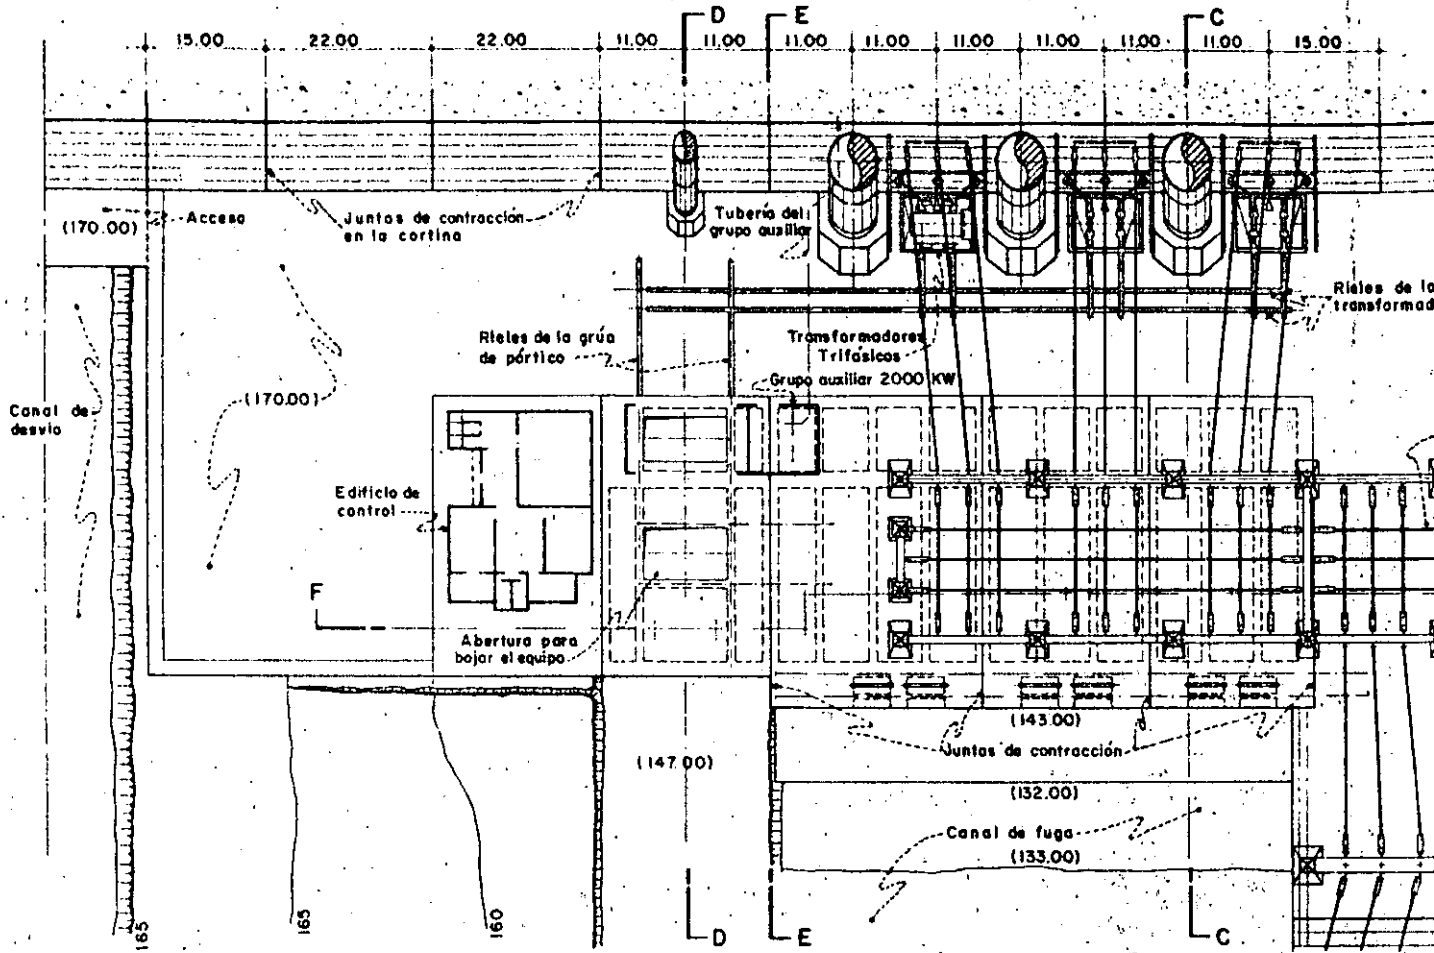 D
E
C
15.00 22.00 22.00 11.00 11.00 11.00 11.00 11.00 11.00 11.00 11.00 15.00
(170.00)
Acceso
Juntas de contracción
en la cortina
Tubería del
grupo auxiliar
Rieles de la
transformad
Rieles de la grúa
de pórtico
Transformadores
Trifásicos
Grupo auxiliar 2000 KW
(170.00)
Canal de
desvío
Edificio de
control
F
Abertura para
bajar el equipo
(143.00)
Juntas de contracción
(147.00)
(132.00)
Canal de fuga
(133.00)
165
165
160
D
E
C